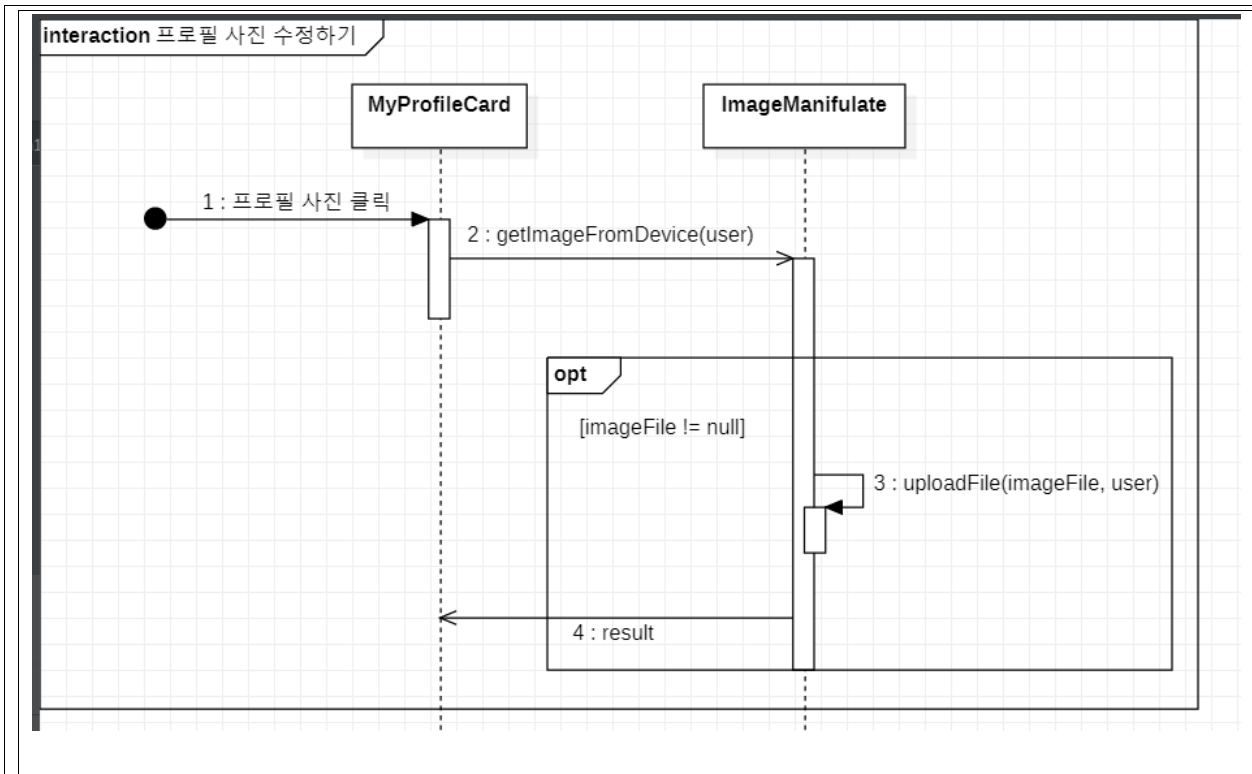 interaction 프로필 사진 수정하기
MyProfileCard
ImageManifulate
1 : 프로필 사진 클릭
2 : getImageFromDevice(user)
opt
[imageFile != null]
3 : uploadFile(imageFile, user)
4 : result